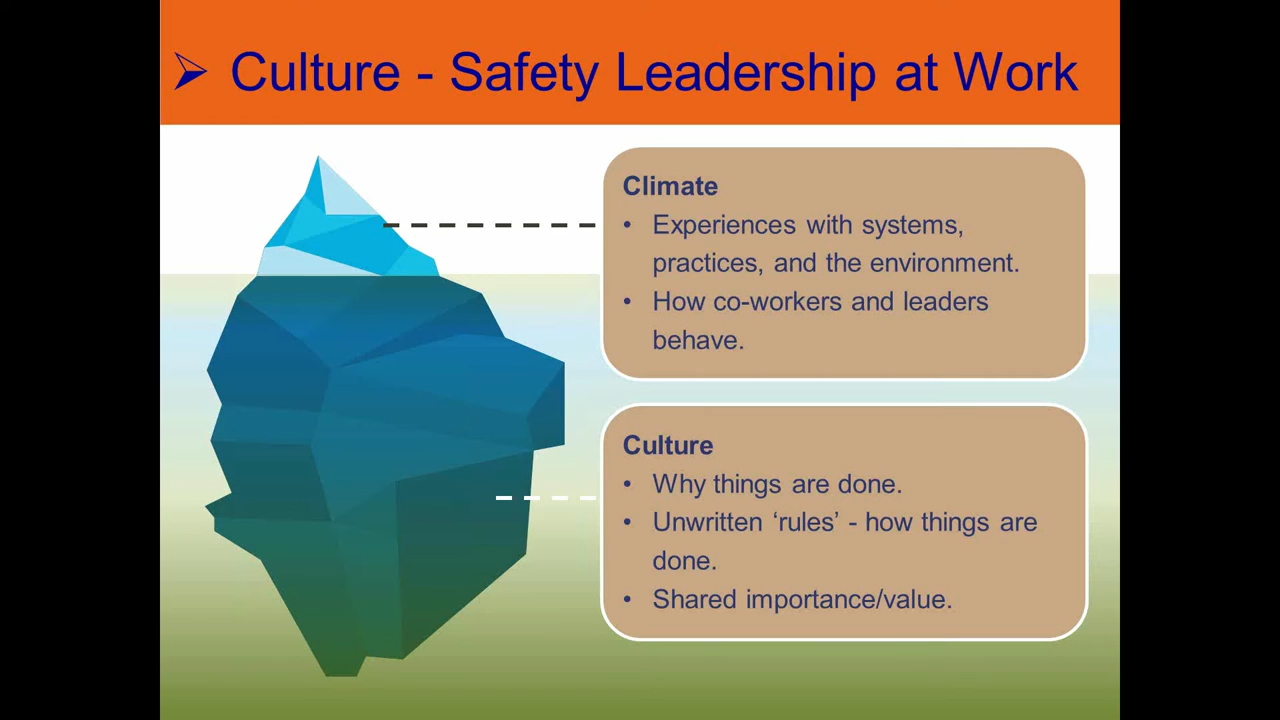 ➢ Culture - Safety Leadership at Work
Climate
• Experiences with systems,
practices, and the environment.
• How co-workers and leaders
behave.
Culture
• Why things are done.
• Unwritten ‘rules’ - how things are
done.
• Shared importance/value.